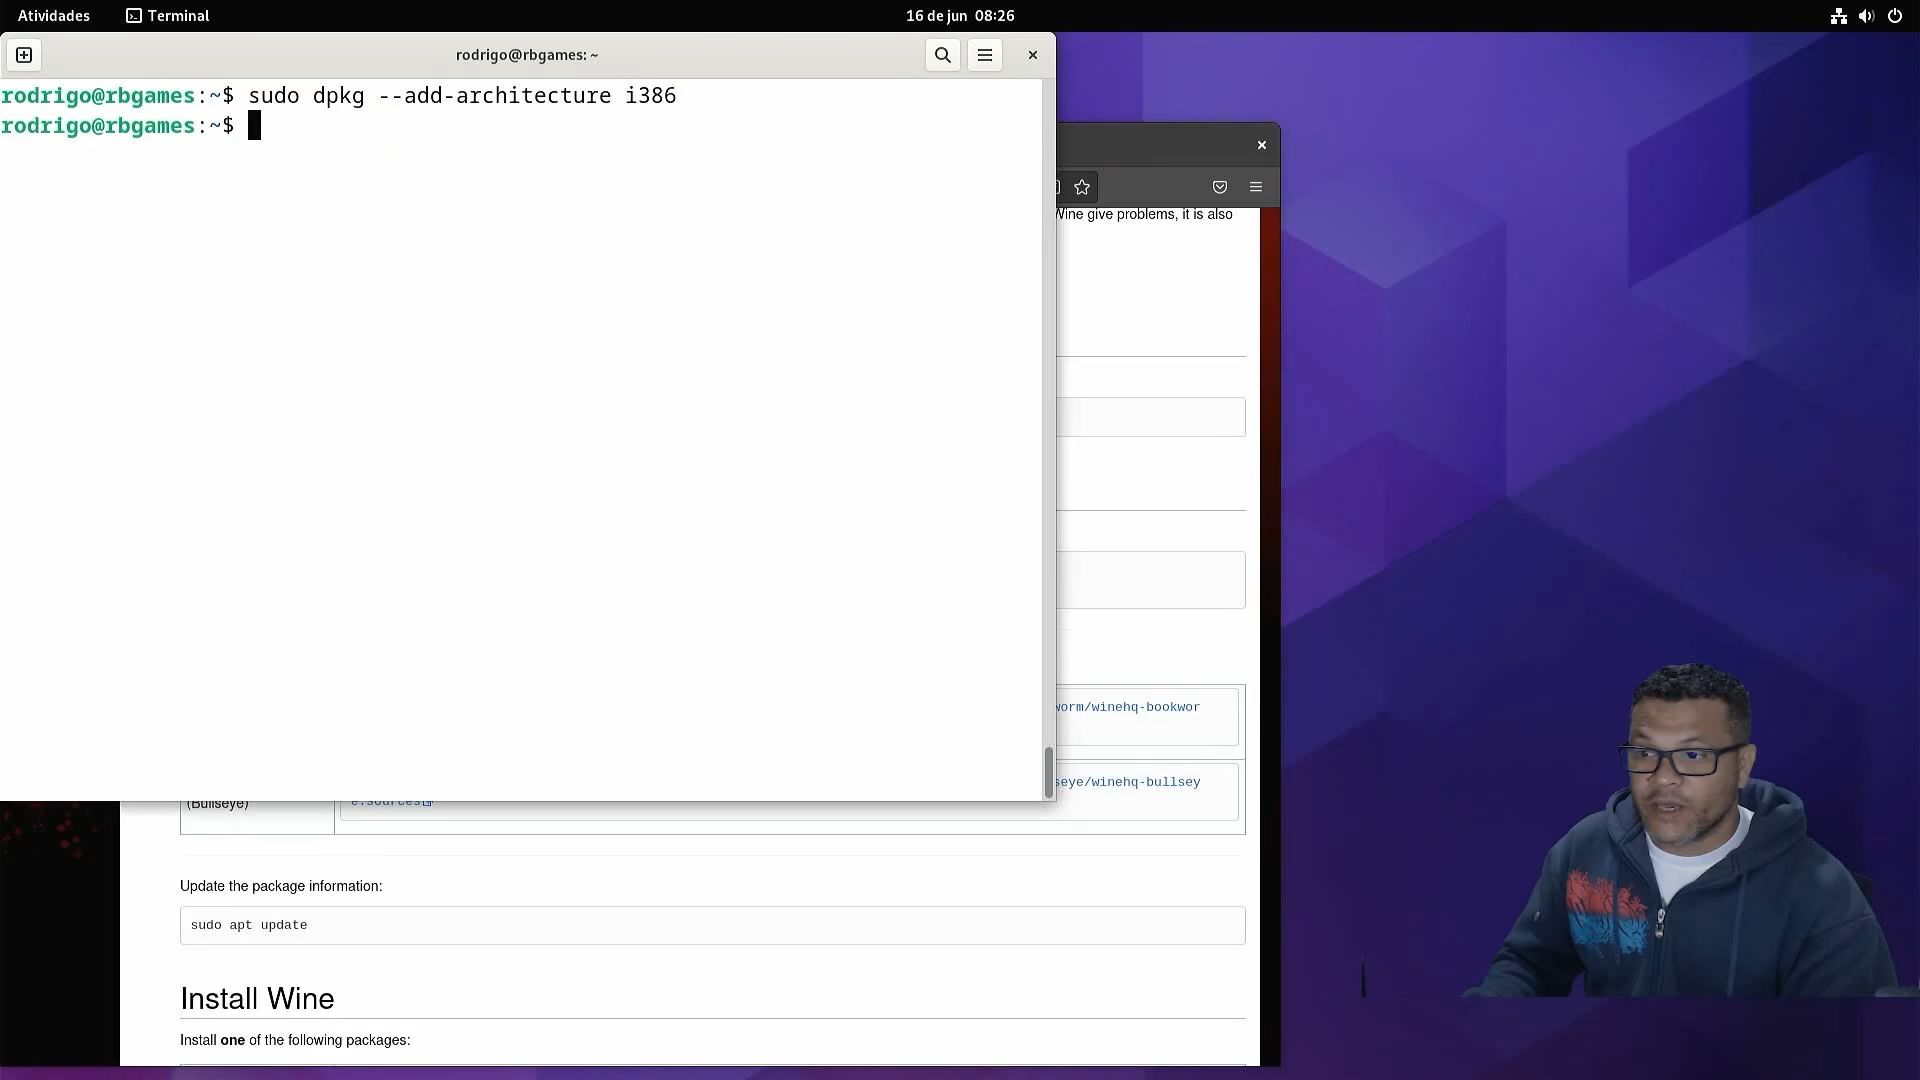 Atividades
Terminal
16 de jun 08:26
rodrigo@rbgames: ~
rodrigo@rbgames:~$ sudo dpkg --add-architecture i386
rodrigo@rbgames:~$
Wine give problems, it is also
worm/winehq-bookwor
seye/winehq-bullsey
(Bullseye)
e.sources
Update the package information:
sudo apt update
Install Wine
Install one of the following packages: